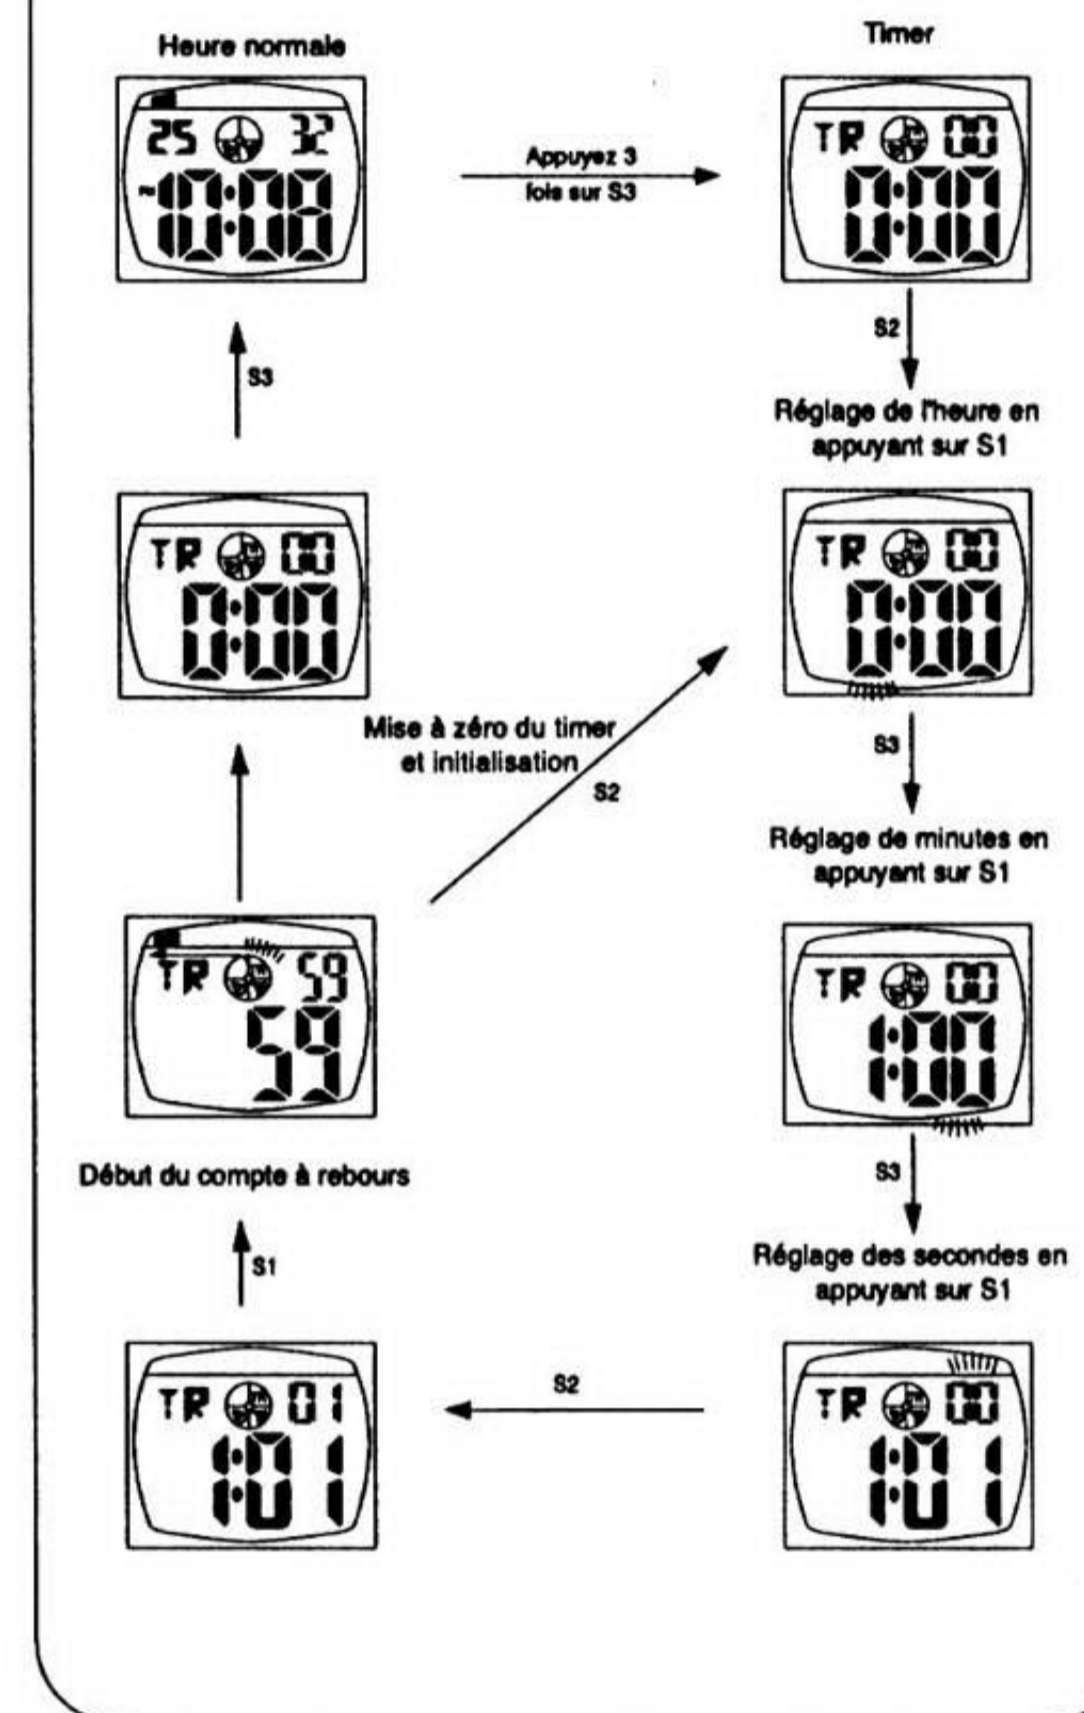 Heure normale
Timer
25 32
PM 10:08
Appuyez 3
fois sur S3
TR 00
0:00
S2
S3
Réglage de l'heure en
appuyant sur S1
TR 00
0:00
TR 00
0:00
Mise à zéro du timer
et initialisation
S2
S3
Réglage de minutes en
appuyant sur S1
TR 59
59
TR 00
1:00
Début du compte à rebours
S3
S1
Réglage des secondes en
appuyant sur S1
TR 01
1:01
S2
TR 00
1:01